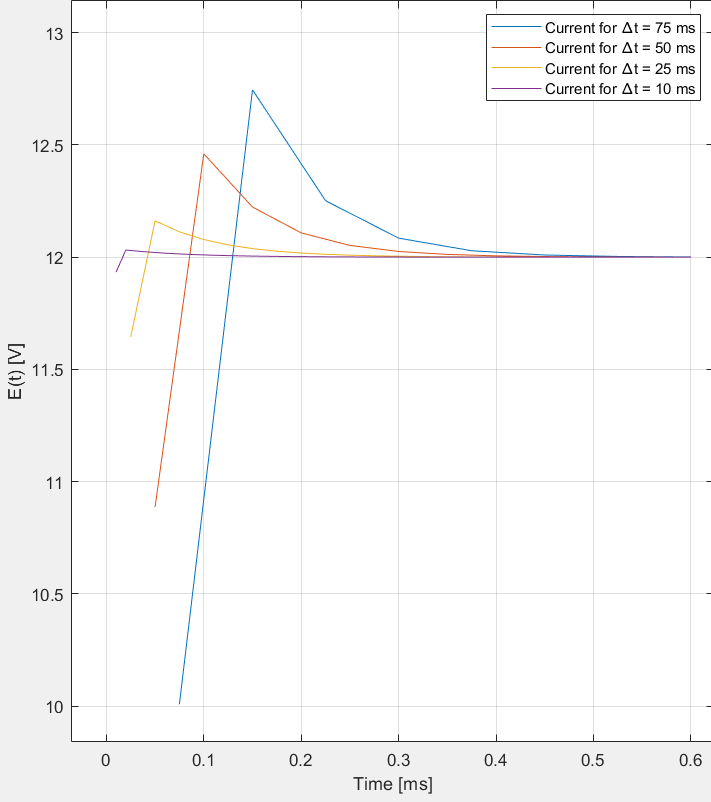 13
12.5
12
11.5
11
10.5
10
E(t) [V]
Current for Δt = 75 ms
Current for Δt = 50 ms
Current for Δt = 25 ms
Current for Δt = 10 ms
0 0.1 0.2 0.3 0.4 0.5 0.6
Time [ms]